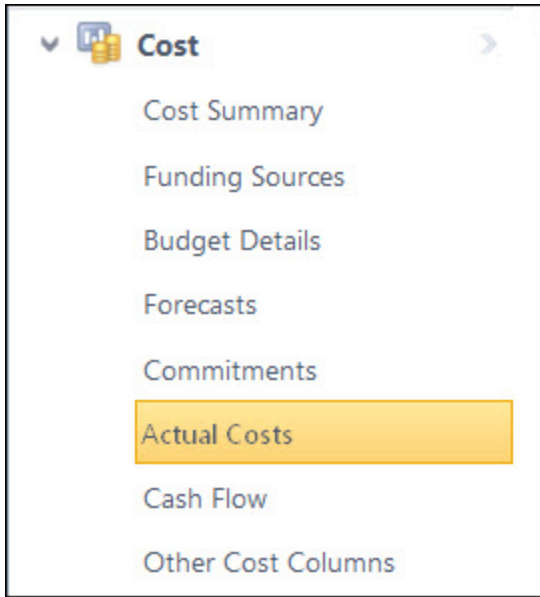 Cost
Cost Summary
Funding Sources
Budget Details
Forecasts
Commitments
Actual Costs
Cash Flow
Other Cost Columns